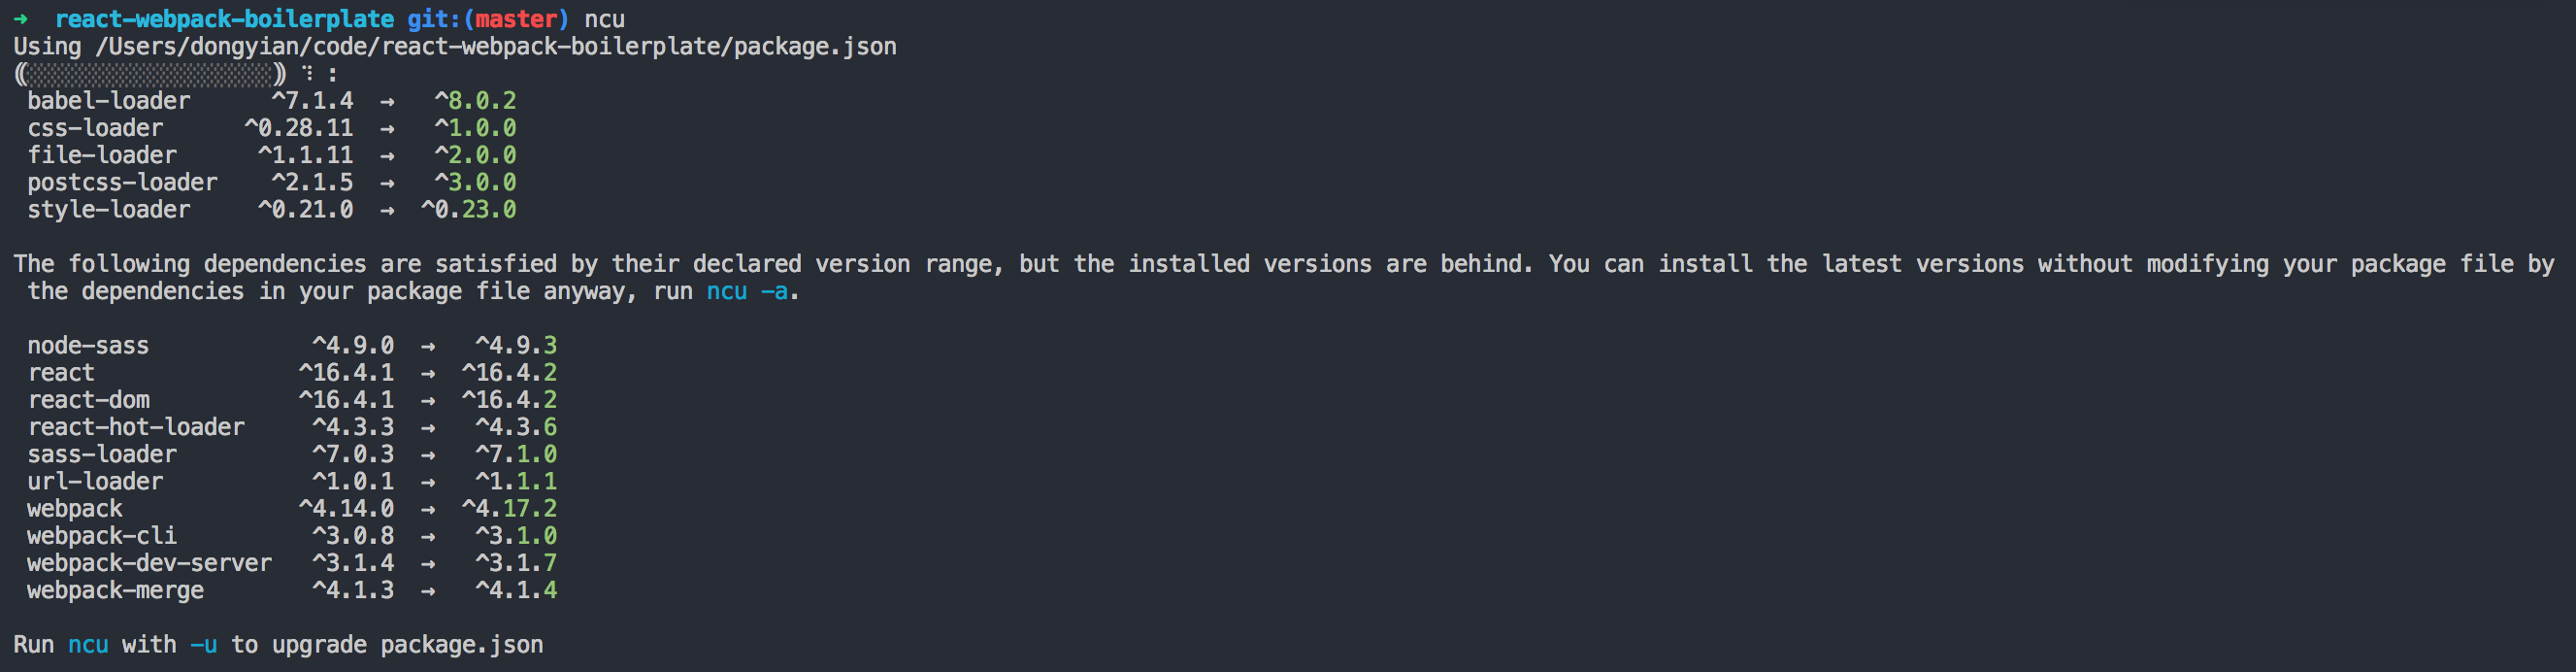 ➜  react-webpack-boilerplate git:(master) ncu
Using /Users/dongyian/code/react-webpack-boilerplate/package.json
⸨░░░░░░░░░░░░░░░░░░⸩ ⠹ :
 babel-loader      ^7.1.4  →   ^8.0.2
 css-loader      ^0.28.11  →   ^1.0.0
 file-loader      ^1.1.11  →   ^2.0.0
 postcss-loader    ^2.1.5  →   ^3.0.0
 style-loader     ^0.21.0  →  ^0.23.0
The following dependencies are satisfied by their declared version range, but the installed versions are behind. You can install the latest versions without modifying your package file by
 the dependencies in your package file anyway, run ncu -a.
 node-sass            ^4.9.0  →   ^4.9.3
 react               ^16.4.1  →  ^16.4.2
 react-dom           ^16.4.1  →  ^16.4.2
 react-hot-loader     ^4.3.3  →   ^4.3.6
 sass-loader          ^7.0.3  →   ^7.1.0
 url-loader           ^1.0.1  →   ^1.1.1
 webpack             ^4.14.0  →  ^4.17.2
 webpack-cli          ^3.0.8  →   ^3.1.0
 webpack-dev-server   ^3.1.4  →   ^3.1.7
 webpack-merge        ^4.1.3  →   ^4.1.4
Run ncu with -u to upgrade package.json